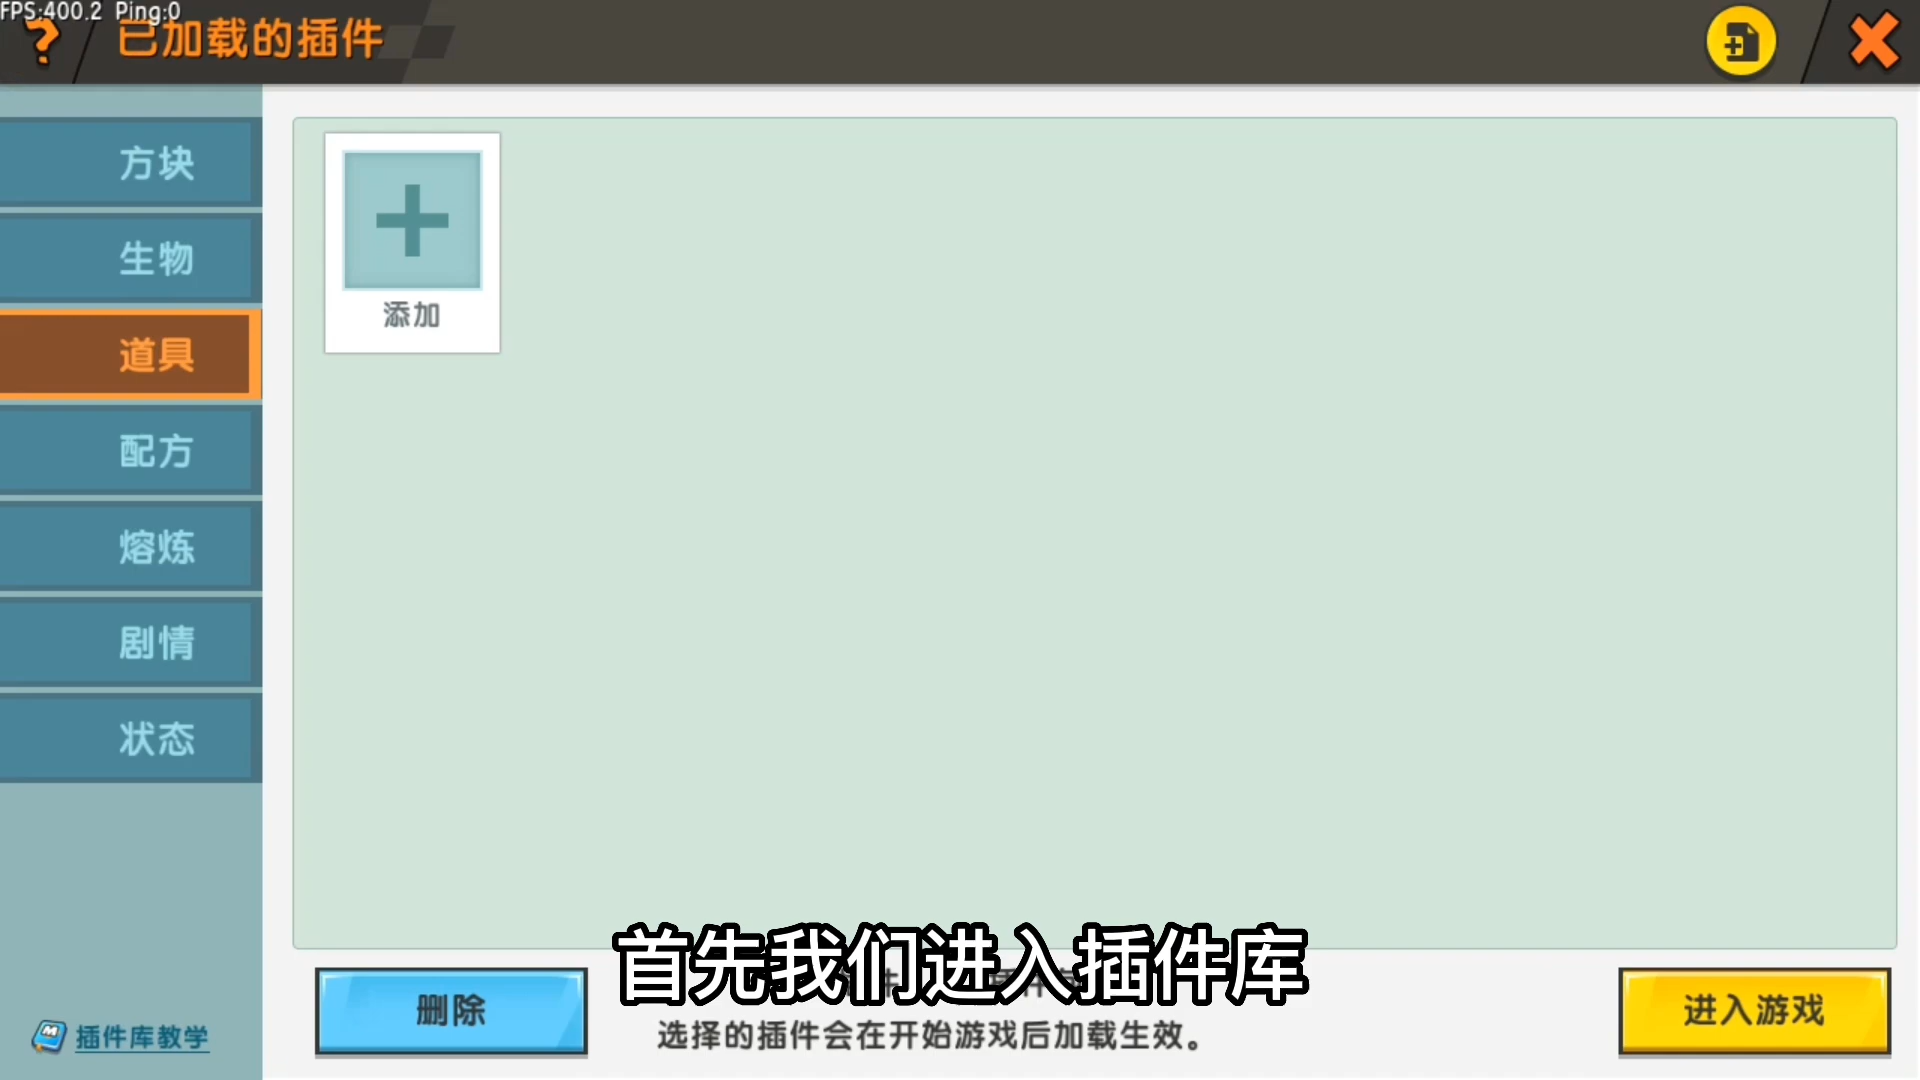 FPS:400.2 Ping:0
已加载的插件
方块
生物
道具
配方
熔炼
剧情
状态
添加
首先我们进入插件库
删除
选择的插件会在开始游戏后加载生效。
进入游戏
插件库教学